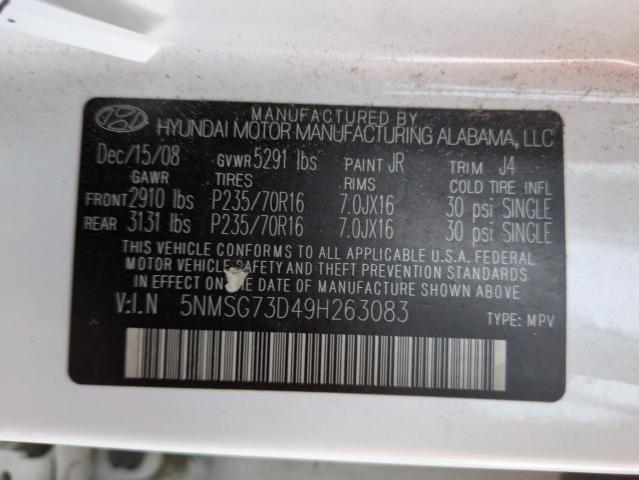 MANUFACTURED BY
HYUNDAI MOTOR MANUFACTURING ALABAMA, LLC
Dec/15/08 GVWR 5291 lbs PAINT JR TRIM J4
GAWR TIRES RIMS COLD TIRE INFL
FRONT 2910 lbs P235/70R16 7.0JX16 30 psi SINGLE
REAR 3131 lbs P235/70R16 7.0JX16 30 psi SINGLE
THIS VEHICLE CONFORMS TO ALL APPLICABLE U.S.A. FEDERAL
MOTOR VEHICLE SAFETY AND THEFT PREVENTION STANDARDS
IN EFFECT ON THE DATE OF MANUFACTURE SHOWN ABOVE
V.I.N 5NMSG73D49H263083 TYPE: MPV